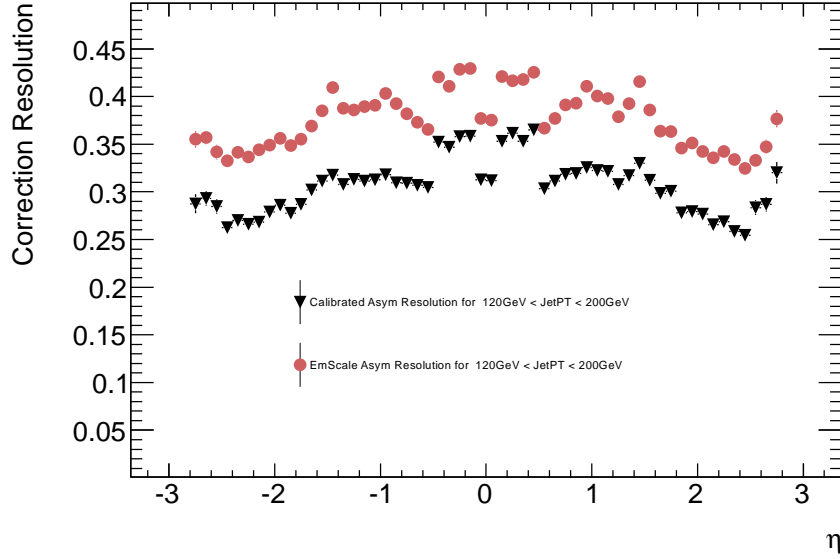 Correction Resolution
0.45
0.4
0.35
0.3
0.25
0.2
0.15
0.1
0.05
Calibrated Asym Resolution for 120GeV < JetPT < 200GeV
EmScale Asym Resolution for 120GeV < JetPT < 200GeV
-3 -2 -1 0 1 2 3
η